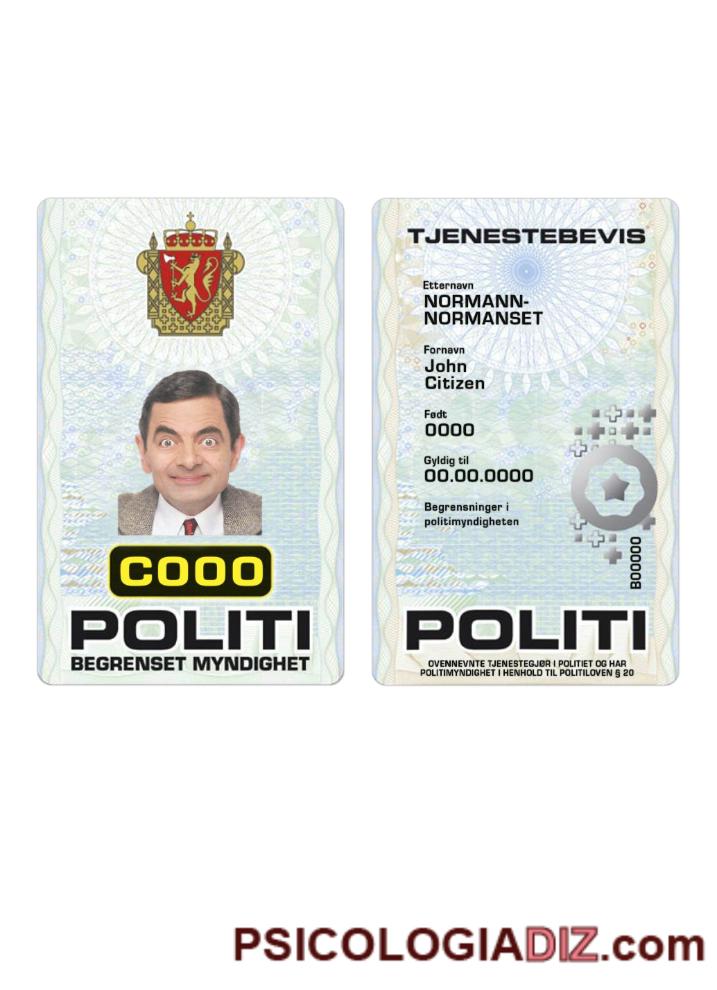 COOO
POLITI
BEGRENSET MYNDIGHET
TJENESTEBEVIS
Etternavn
NORMANN-
NORMANSET
Fornavn
John
Citizen
Født
0000
Gyldig til
00.00.0000
Begrensninger i
politimyndigheten
B00000
POLITI
OVENNEVNTE TJENESTEGJØR I POLITIET OG HAR
POLITIMYNDIGHET I HENHOLD TIL POLITILOVEN § 20
PSICOLOGIADIZ.com